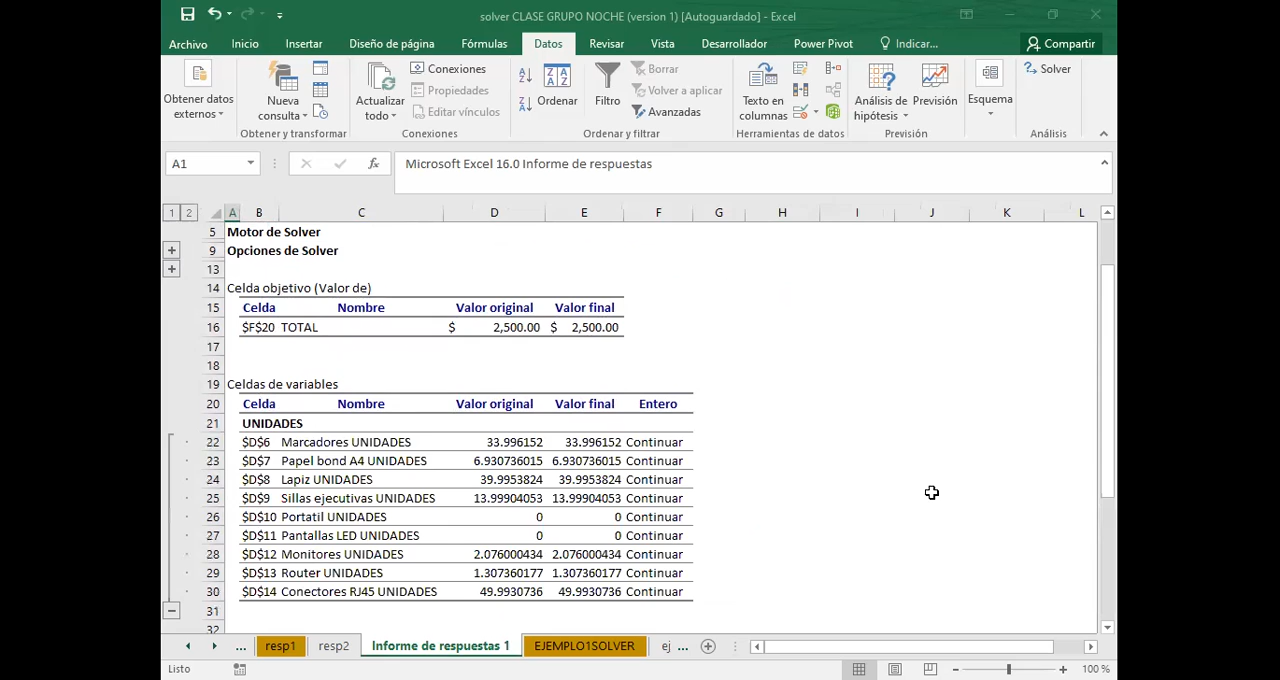 solver CLASE GRUPO NOCHE (version 1) [Autoguardado] - Excel
Archivo Inicio Insertar Diseño de página Fórmulas Datos Revisar Vista Desarrollador Power Pivot Indicar... Compartir
Obtener datos externos
Nueva consulta
Obtener y transformar
Actualizar todo
Conexiones
Propiedades
Editar vínculos
Conexiones
Ordenar
Filtro
Borrar
Volver a aplicar
Avanzadas
Ordenar y filtrar
Texto en columnas
Herramientas de datos
Análisis de hipótesis
Previsión
Previsión
Esquema
Solver
Análisis
A1 fx Microsoft Excel 16.0 Informe de respuestas
1 2 A B C D E F G H I J K L
5 Motor de Solver
9 Opciones de Solver
13
14 Celda objetivo (Valor de)
15 Celda Nombre Valor original Valor final
16 $F$20 TOTAL $ 2,500.00 $ 2,500.00
17
18
19 Celdas de variables
20 Celda Nombre Valor original Valor final Entero
21 UNIDADES
22 $D$6 Marcadores UNIDADES 33.996152 33.996152 Continuar
23 $D$7 Papel bond A4 UNIDADES 6.930736015 6.930736015 Continuar
24 $D$8 Lapiz UNIDADES 39.9953824 39.9953824 Continuar
25 $D$9 Sillas ejecutivas UNIDADES 13.99904053 13.99904053 Continuar
26 $D$10 Portatil UNIDADES 0 0 Continuar
27 $D$11 Pantallas LED UNIDADES 0 0 Continuar
28 $D$12 Monitores UNIDADES 2.076000434 2.076000434 Continuar
29 $D$13 Router UNIDADES 1.307360177 1.307360177 Continuar
30 $D$14 Conectores RJ45 UNIDADES 49.9930736 49.9930736 Continuar
31
32
... resp1 resp2 Informe de respuestas 1 EJEMPLO1SOLVER ej ...
Listo 100 %